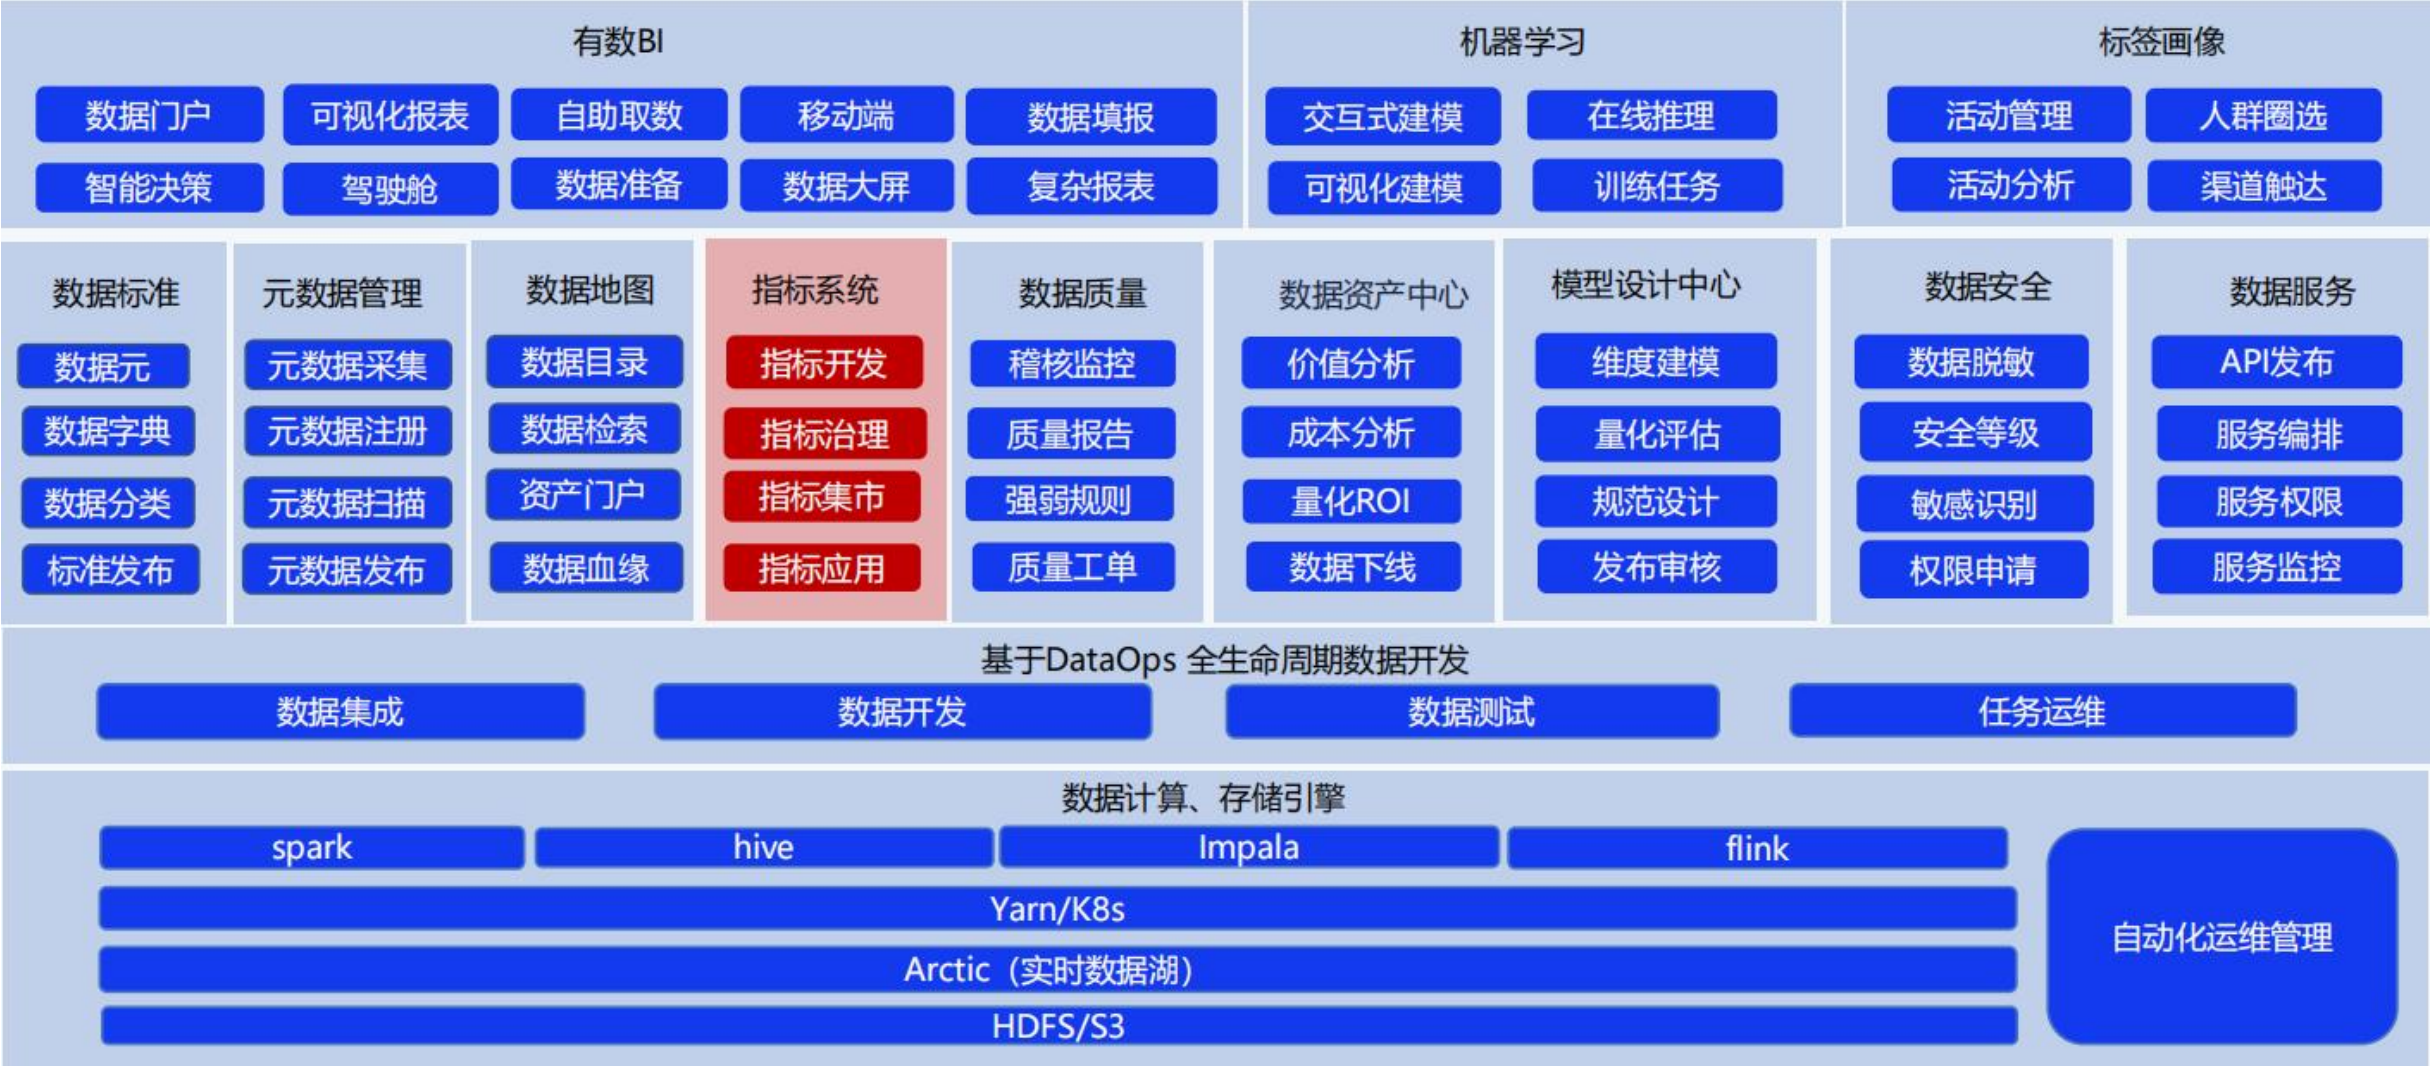 有数BI
数据门户 可视化报表 自助取数 移动端 数据填报
智能决策 驾驶舱 数据准备 数据大屏 复杂报表
机器学习
交互式建模 在线推理
可视化建模 训练任务
标签画像
活动管理 人群圈选
活动分析 渠道触达
数据标准
数据元
数据字典
数据分类
标准发布
元数据管理
元数据采集
元数据注册
元数据扫描
元数据发布
数据地图
数据目录
数据检索
资产门户
数据血缘
指标系统
指标开发
指标治理
指标集市
指标应用
数据质量
稽核监控
质量报告
强弱规则
质量工单
数据资产中心
价值分析
成本分析
量化ROI
数据下线
模型设计中心
维度建模
量化评估
规范设计
发布审核
数据安全
数据脱敏
安全等级
敏感识别
权限申请
数据服务
API发布
服务编排
服务权限
服务监控
基于DataOps 全生命周期数据开发
数据集成 数据开发 数据测试 任务运维
数据计算、存储引擎
spark hive Impala flink
Yarn/K8s
Arctic（实时数据湖）
HDFS/S3
自动化运维管理